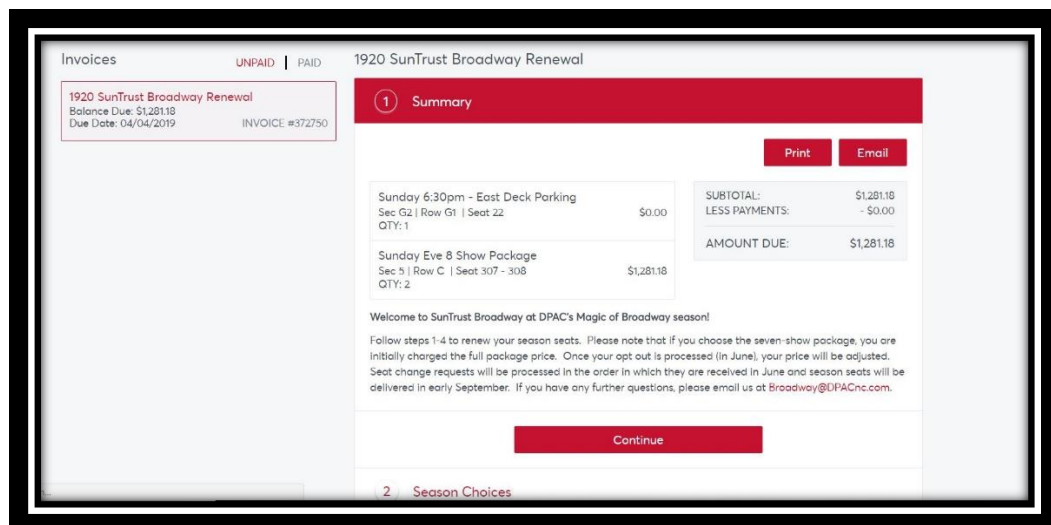 Invoices
UNPAID | PAID
1920 SunTrust Broadway Renewal
Balance Due: $1,281.18
Due Date: 04/04/2019 INVOICE #372750
1920 SunTrust Broadway Renewal
1 Summary
Print Email
Sunday 6:30pm - East Deck Parking
Sec G2 | Row G1 | Seat 22 $0.00
QTY: 1
Sunday Eve 8 Show Package
Sec 5 | Row C | Seat 307 - 308 $1,281.18
QTY: 2
SUBTOTAL: $1,281.18
LESS PAYMENTS: - $0.00
AMOUNT DUE: $1,281.18
Welcome to SunTrust Broadway at DPAC's Magic of Broadway season!
Follow steps 1-4 to renew your season seats. Please note that if you choose the seven-show package, you are
initially charged the full package price. Once your opt out is processed (in June), your price will be adjusted.
Seat change requests will be processed in the order in which they are received in June and season seats will be
delivered in early September. If you have any further questions, please email us at Broadway@DPACnc.com.
Continue
2 Season Choices